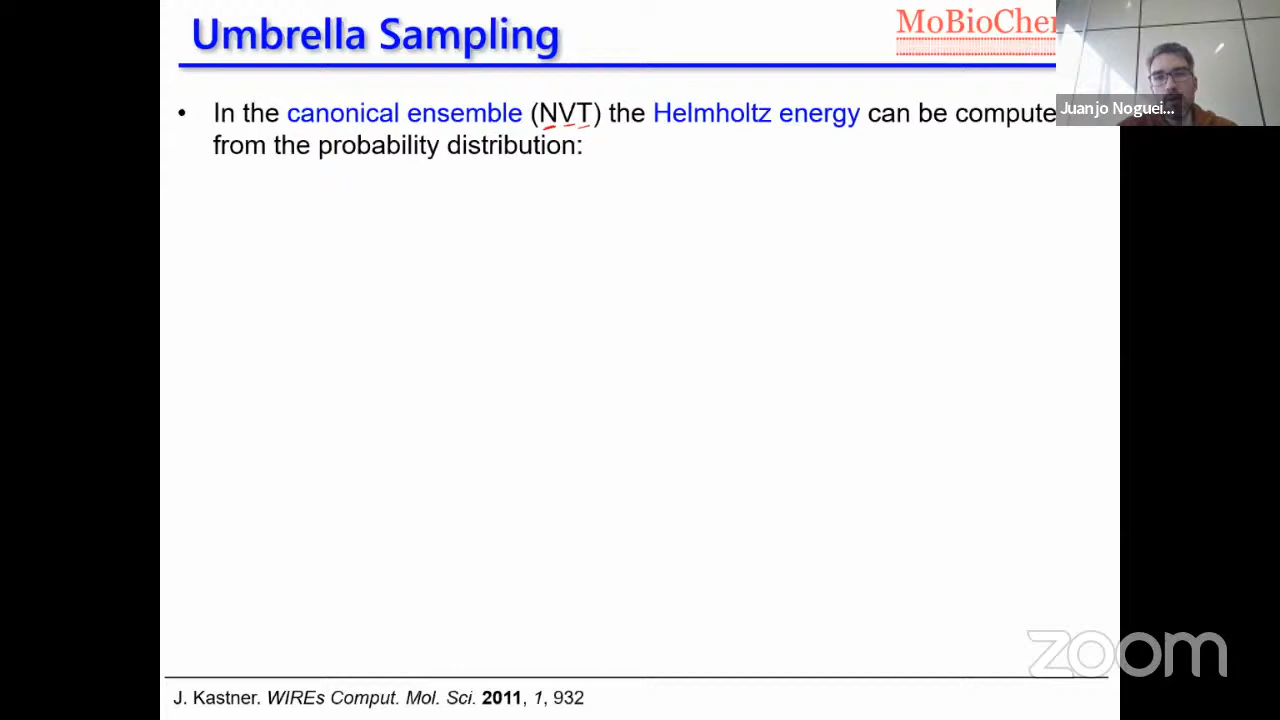 Umbrella Sampling
MoBioChe
Juanjo Noguei...
• In the canonical ensemble (NVT) the Helmholtz energy can be compute
from the probability distribution:
zoom
J. Kastner. WIREs Comput. Mol. Sci. 2011, 1, 932